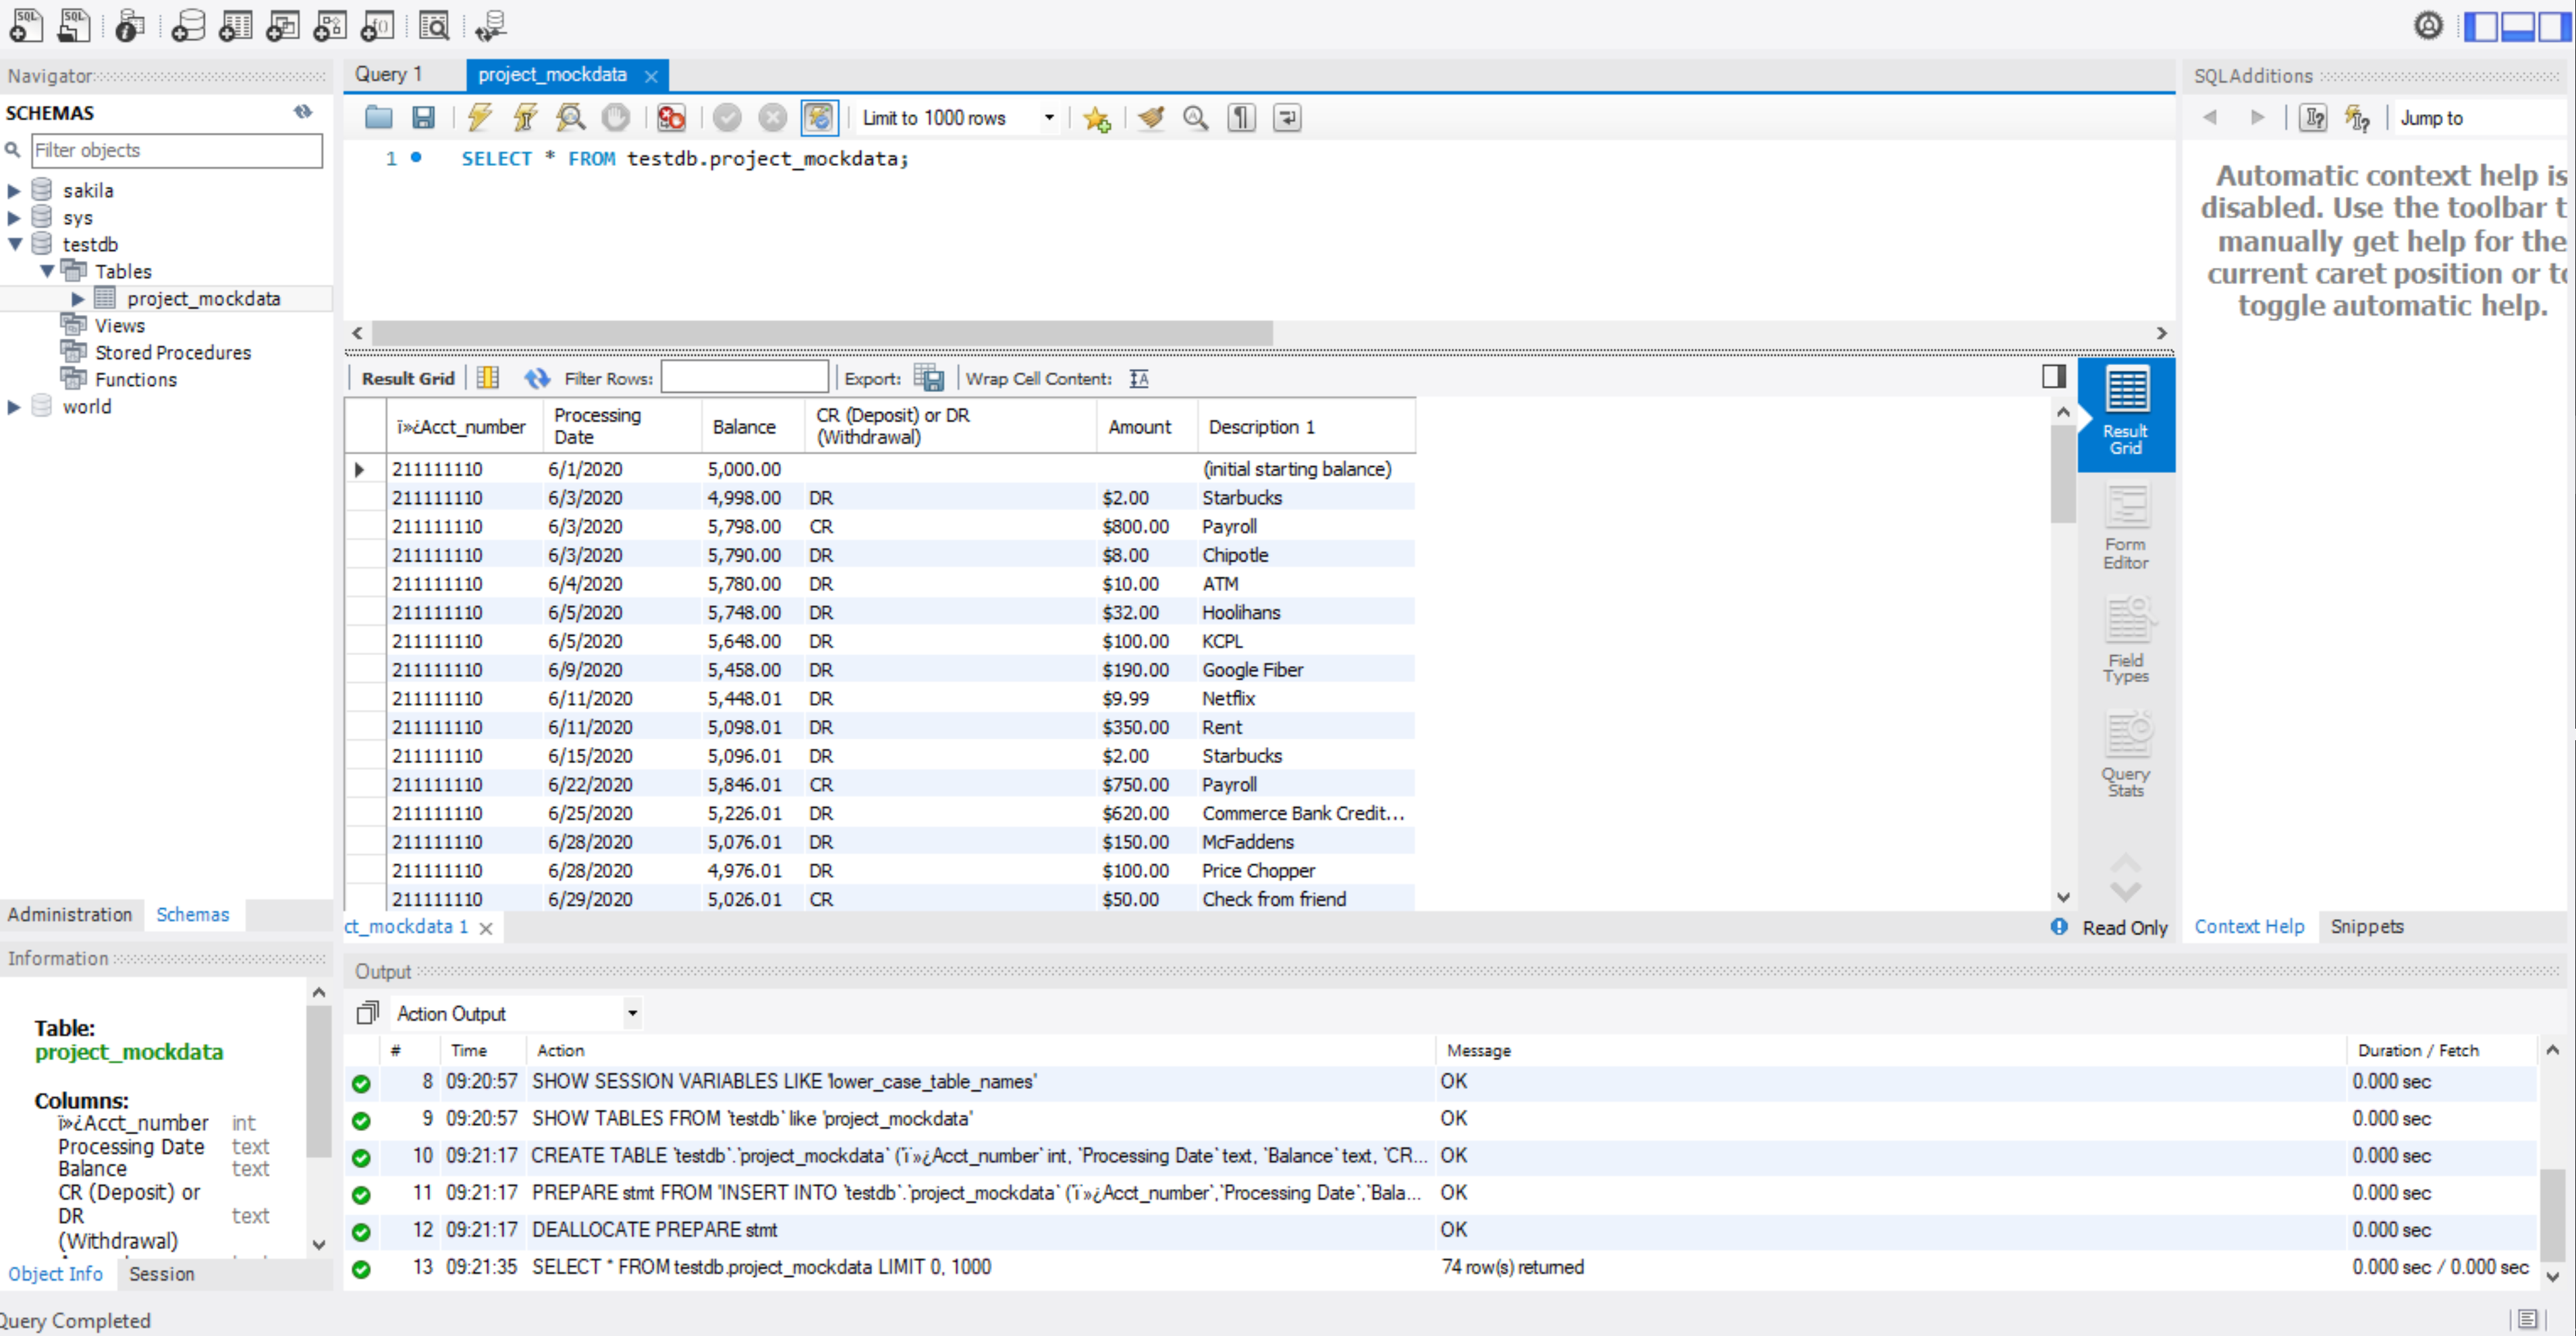 Navigator
SCHEMAS
Filter objects
sakila
sys
testdb
Tables
project_mockdata
Views
Stored Procedures
Functions
world
Administration Schemas
Information
Table:
project_mockdata
Columns:
ï»¿Acct_number int
Processing Date text
Balance text
CR (Deposit) or
DR text
(Withdrawal)
Object Info Session
Query Completed
Query 1 project_mockdata
Limit to 1000 rows
1 SELECT * FROM testdb.project_mockdata;
Result Grid Filter Rows: Export: Wrap Cell Content:
ï»¿Acct_number Processing Date Balance CR (Deposit) or DR (Withdrawal) Amount Description 1
211111110 6/1/2020 5,000.00 (initial starting balance)
211111110 6/3/2020 4,998.00 DR $2.00 Starbucks
211111110 6/3/2020 5,798.00 CR $800.00 Payroll
211111110 6/3/2020 5,790.00 DR $8.00 Chipotle
211111110 6/4/2020 5,780.00 DR $10.00 ATM
211111110 6/5/2020 5,748.00 DR $32.00 Hoolihans
211111110 6/5/2020 5,648.00 DR $100.00 KCPL
211111110 6/9/2020 5,458.00 DR $190.00 Google Fiber
211111110 6/11/2020 5,448.01 DR $9.99 Netflix
211111110 6/11/2020 5,098.01 DR $350.00 Rent
211111110 6/15/2020 5,096.01 DR $2.00 Starbucks
211111110 6/22/2020 5,846.01 CR $750.00 Payroll
211111110 6/25/2020 5,226.01 DR $620.00 Commerce Bank Credit...
211111110 6/28/2020 5,076.01 DR $150.00 McFaddens
211111110 6/28/2020 4,976.01 DR $100.00 Price Chopper
211111110 6/29/2020 5,026.01 CR $50.00 Check from friend
ct_mockdata 1
Read Only
Result
Grid
Form
Editor
Field
Types
Query
Stats
SQLAdditions
Jump to
Automatic context help is
disabled. Use the toolbar t
manually get help for the
current caret position or to
toggle automatic help.
Context Help Snippets
Output
Action Output
# Time Action Message Duration / Fetch
8 09:20:57 SHOW SESSION VARIABLES LIKE 'lower_case_table_names' OK 0.000 sec
9 09:20:57 SHOW TABLES FROM `testdb` like 'project_mockdata' OK 0.000 sec
10 09:21:17 CREATE TABLE `testdb`.`project_mockdata` (`ï»¿Acct_number` int, `Processing Date` text, `Balance` text, `CR... OK 0.000 sec
11 09:21:17 PREPARE stmt FROM 'INSERT INTO `testdb`.`project_mockdata` (`ï»¿Acct_number`,`Processing Date`,`Bala... OK 0.000 sec
12 09:21:17 DEALLOCATE PREPARE stmt OK 0.000 sec
13 09:21:35 SELECT * FROM testdb.project_mockdata LIMIT 0, 1000 74 row(s) returned 0.000 sec / 0.000 sec